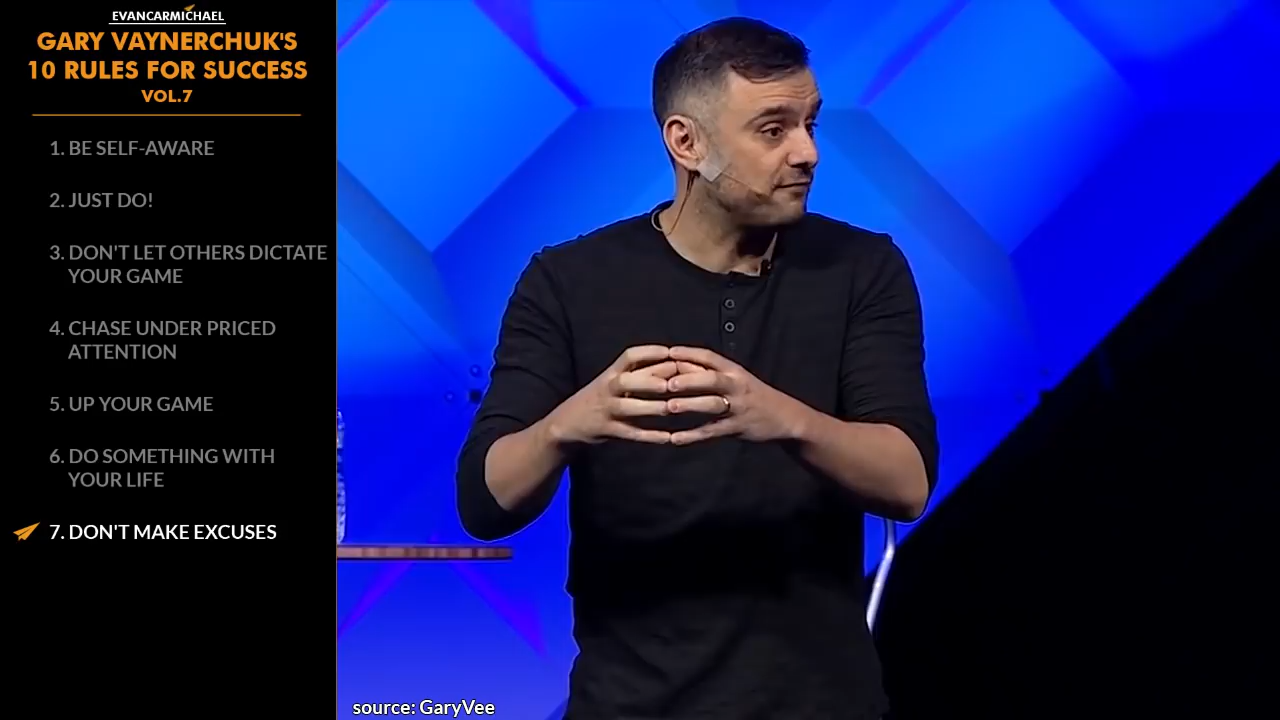 EVANCARMICHAEL
GARY VAYNERCHUK'S
10 RULES FOR SUCCESS
VOL.7
1. BE SELF-AWARE
2. JUST DO!
3. DON'T LET OTHERS DICTATE
YOUR GAME
4. CHASE UNDER PRICED
ATTENTION
5. UP YOUR GAME
6. DO SOMETHING WITH
YOUR LIFE
7. DON'T MAKE EXCUSES
source: GaryVee